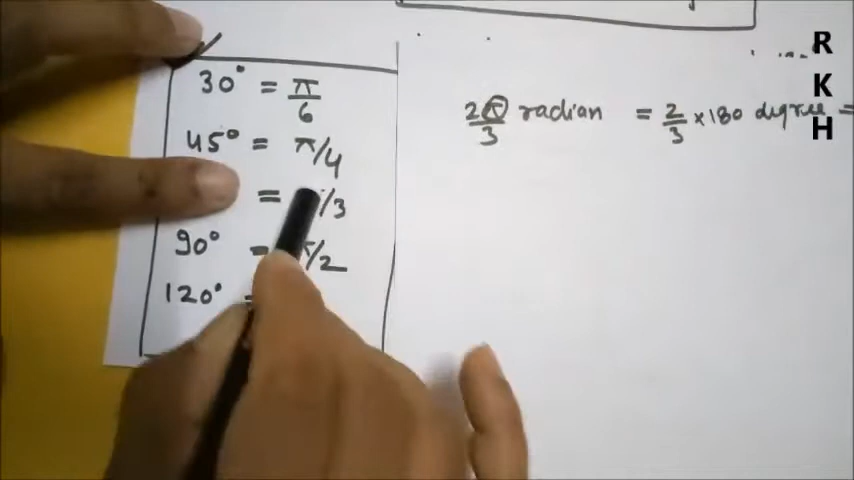 30° = π/6
45° = π/4
= /3
90° = π/2
120° =
2π/3 radian = 2/3 × 180 degree =
R
K
H